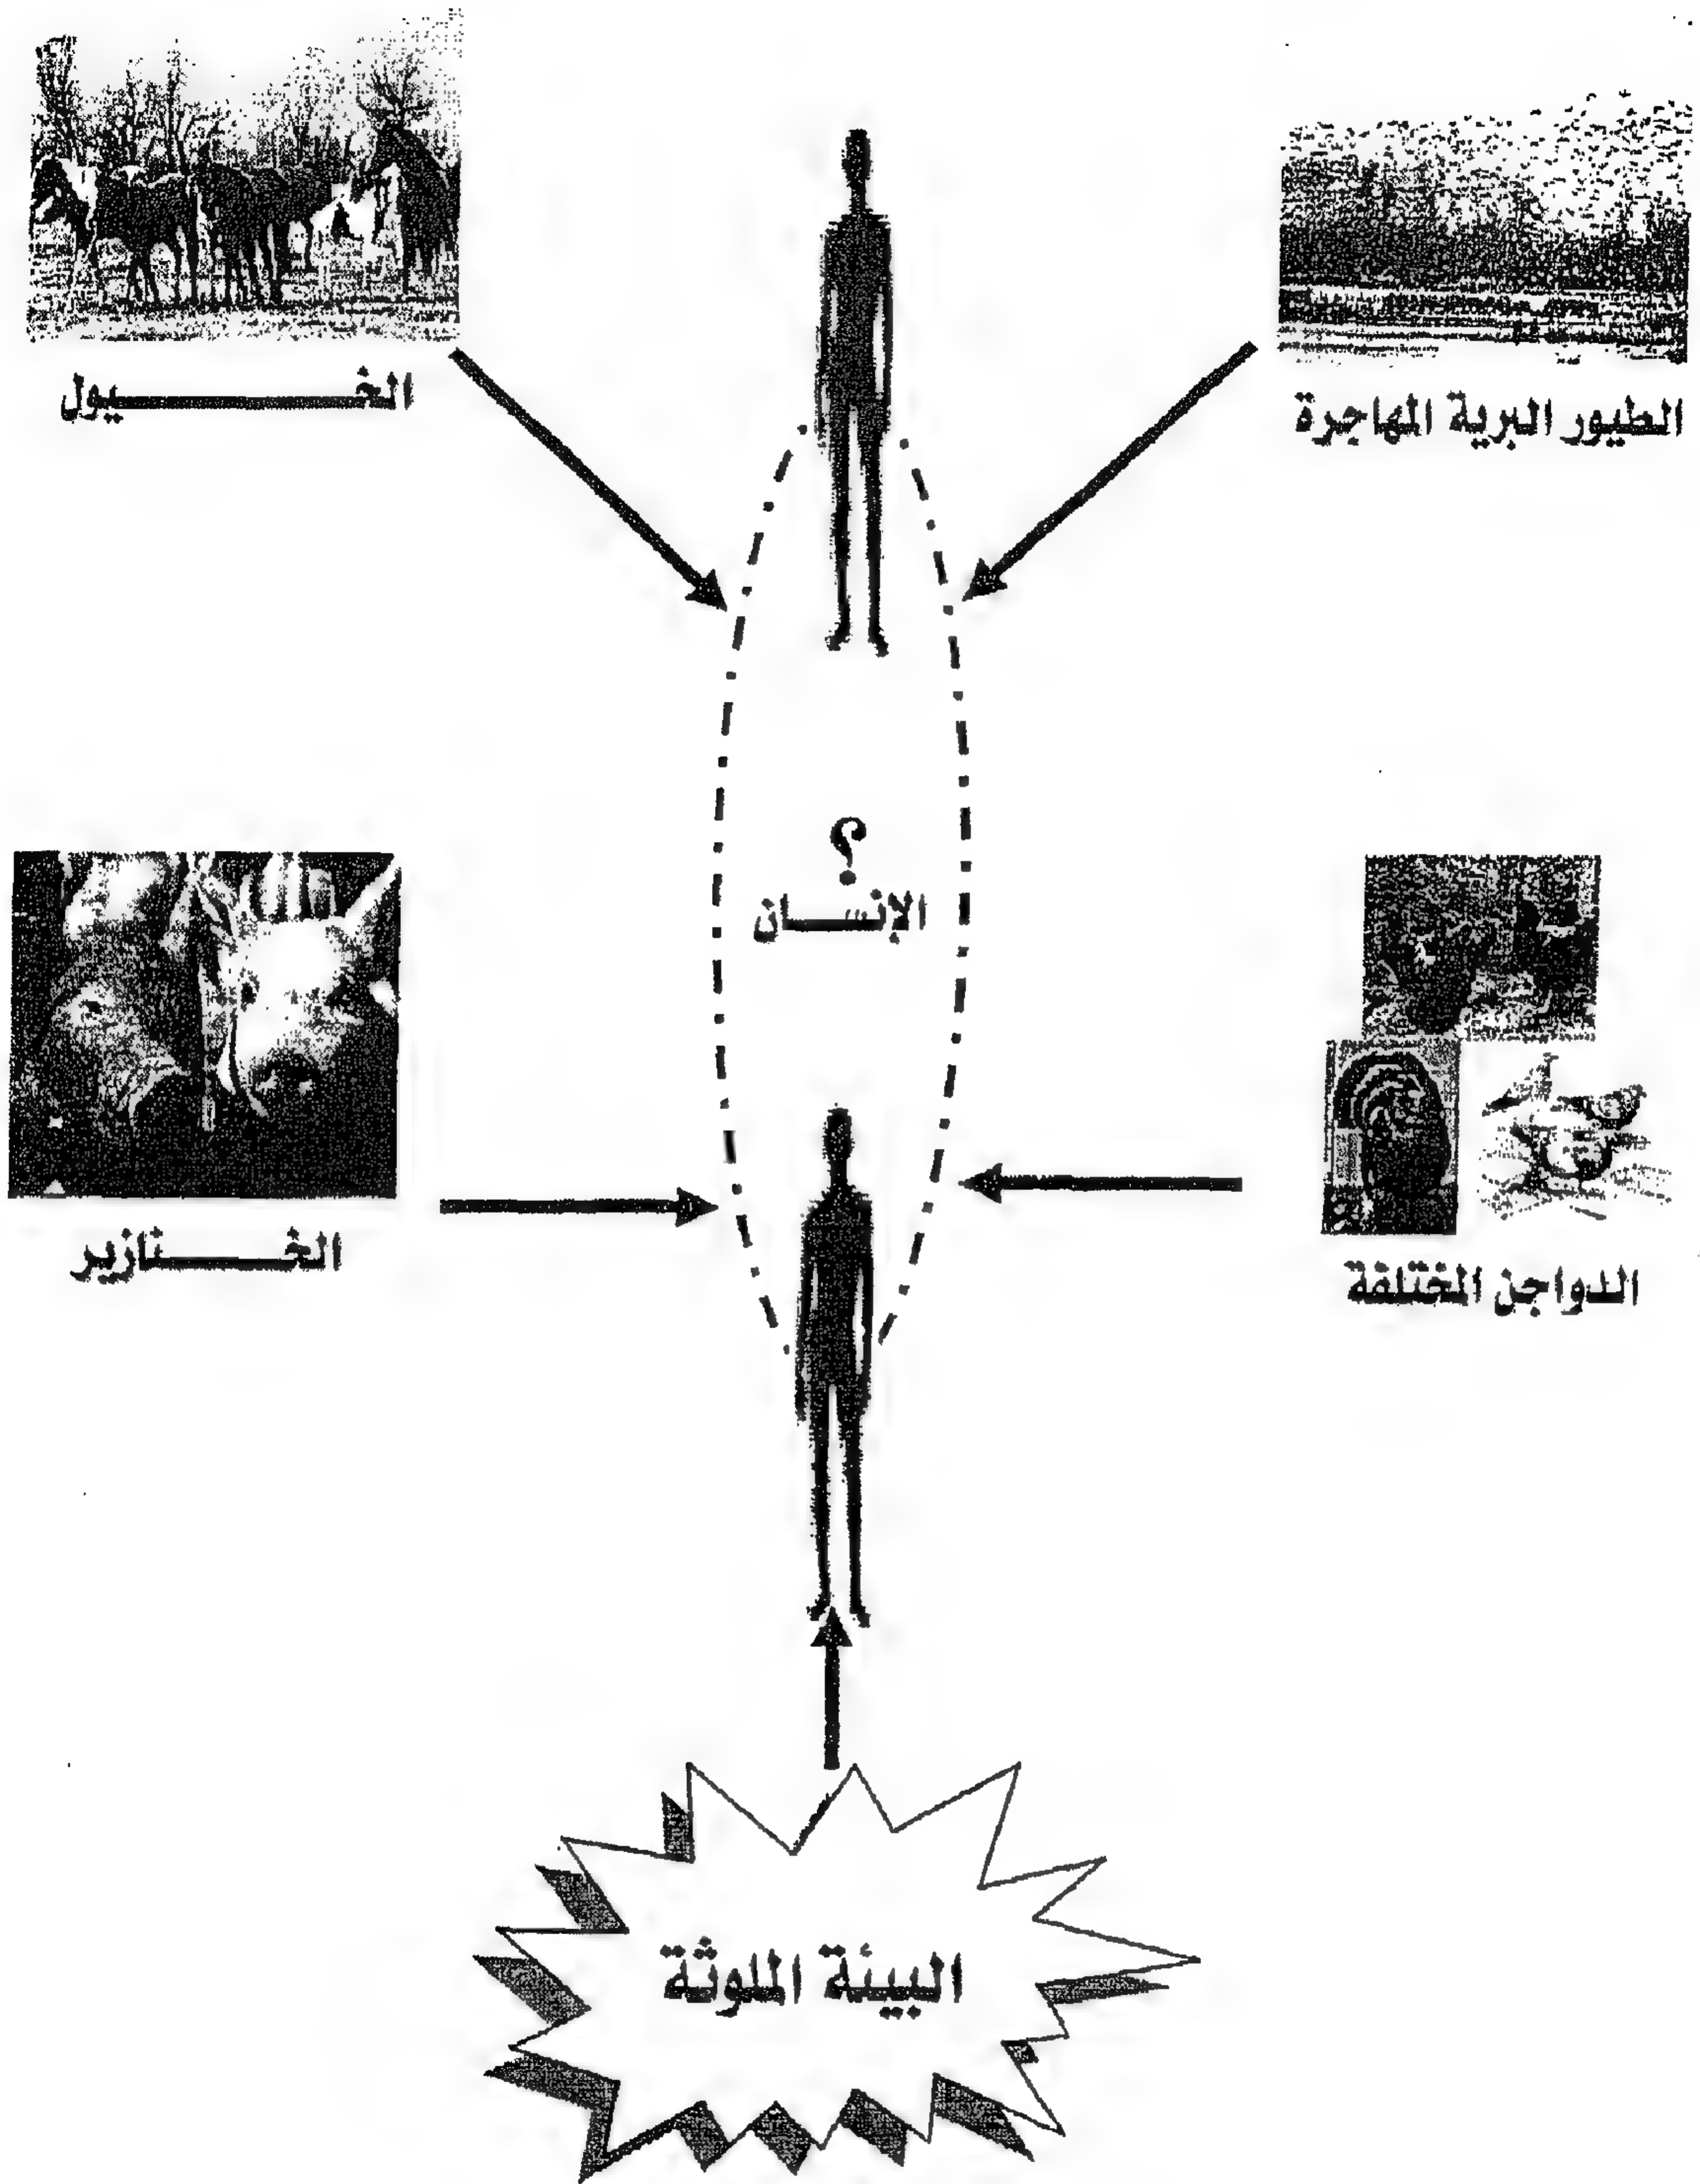 الطيور البرية المهاجرة
الخيول
؟
الإنسان
الدواجن المختلفة
الخنازير
البيئة الملوثة